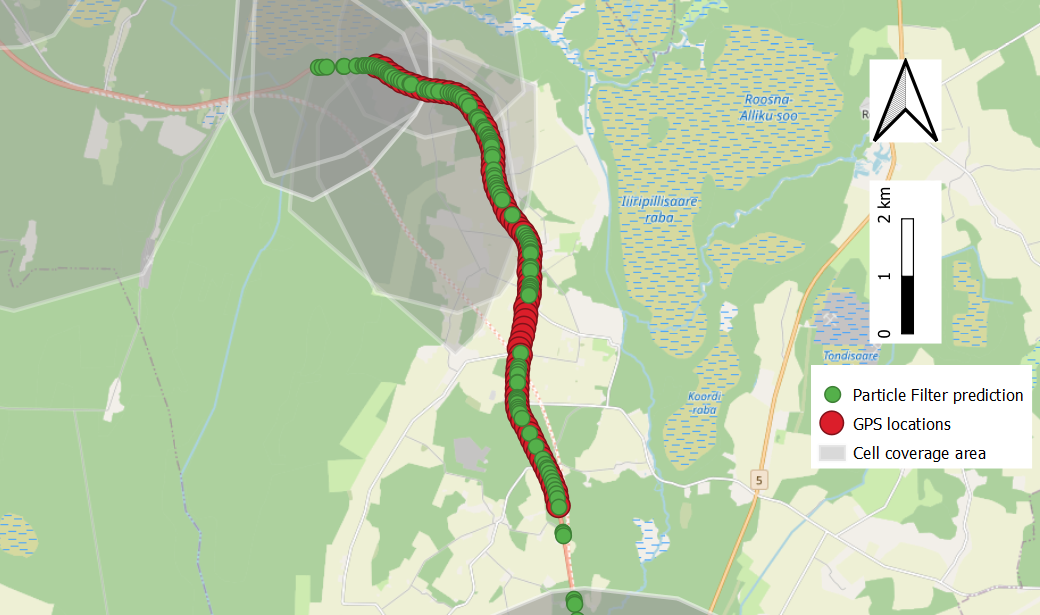 Roosna-
Alliku soo
R
Iiripillisaare
raba
2 km
1
0
Tondisaare
Koordi
raba
Particle Filter prediction
GPS locations
Cell coverage area
5